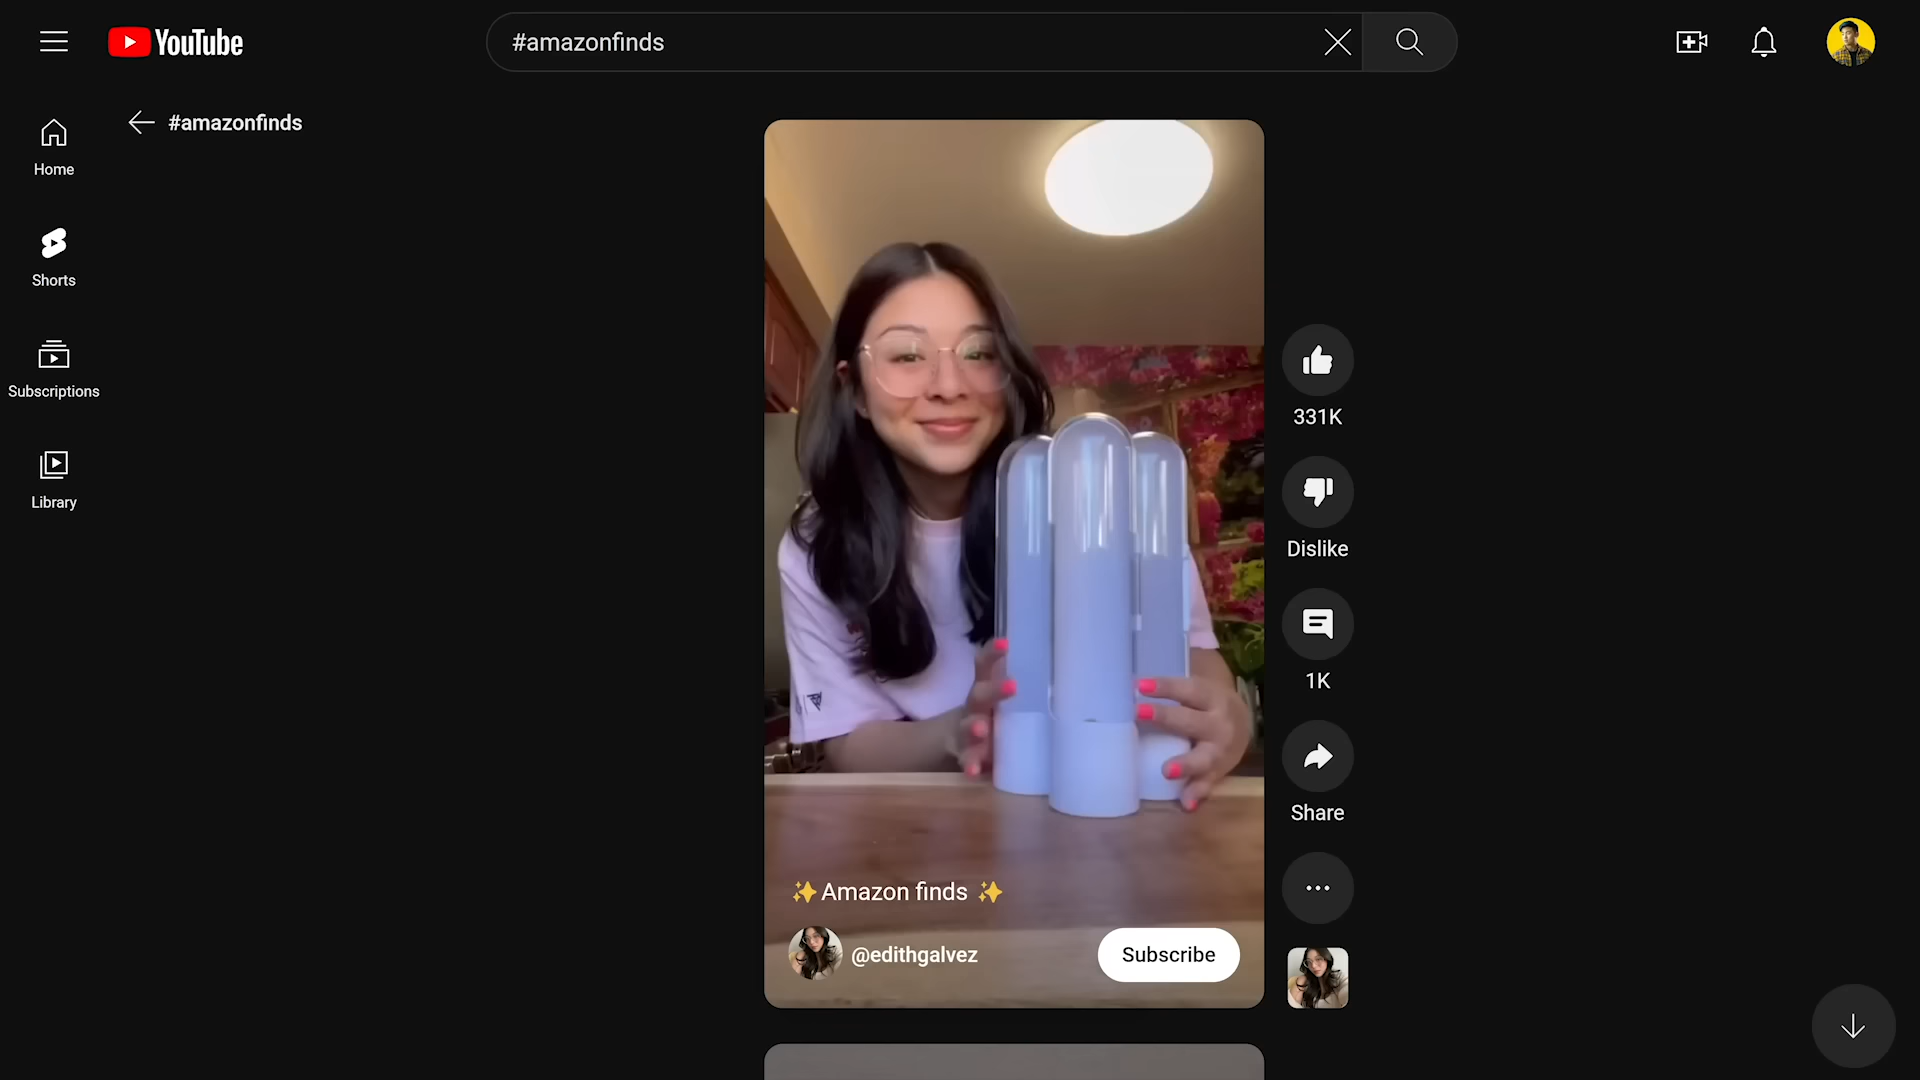 YouTube
#amazonfinds
#amazonfinds
Home
Shorts
Subscriptions
Library
331K
Dislike
1K
Share
✨Amazon finds ✨
@edithgalvez
Subscribe